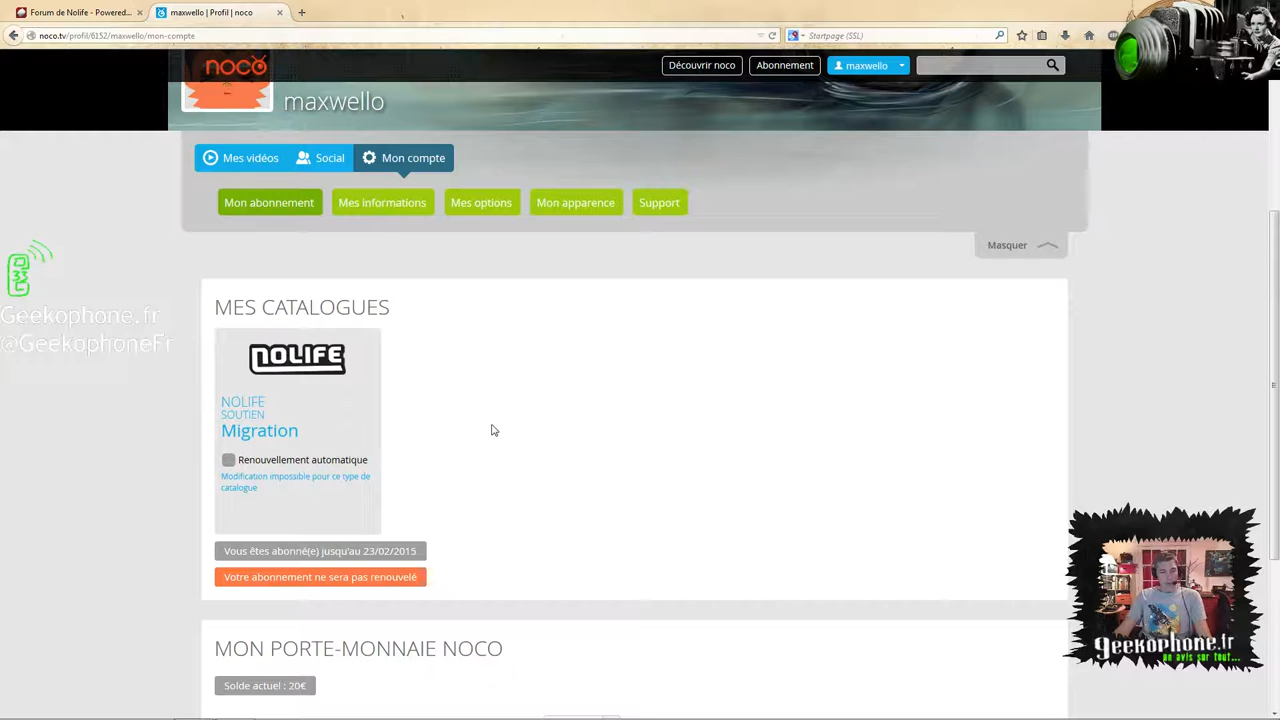 Forum de Nolife - Powered... ×
maxwello | Profil | noco ×
noco.tv/profil/6152/maxwello/mon-compte
Startpage (SSL)
noco
Découvrir noco
Abonnement
maxwello
maxwello
Mes vidéos
Social
Mon compte
Mon abonnement
Mes informations
Mes options
Mon apparence
Support
Masquer
Geekophone.fr
@GeekophoneFr
MES CATALOGUES
NOLIFE
NOLIFE
SOUTIEN
Migration
Renouvellement automatique
Modification impossible pour ce type de
catalogue
Vous êtes abonné(e) jusqu'au 23/02/2015
Votre abonnement ne sera pas renouvelé
geekophone.fr
un avis sur tout...
MON PORTE-MONNAIE NOCO
Solde actuel : 20€